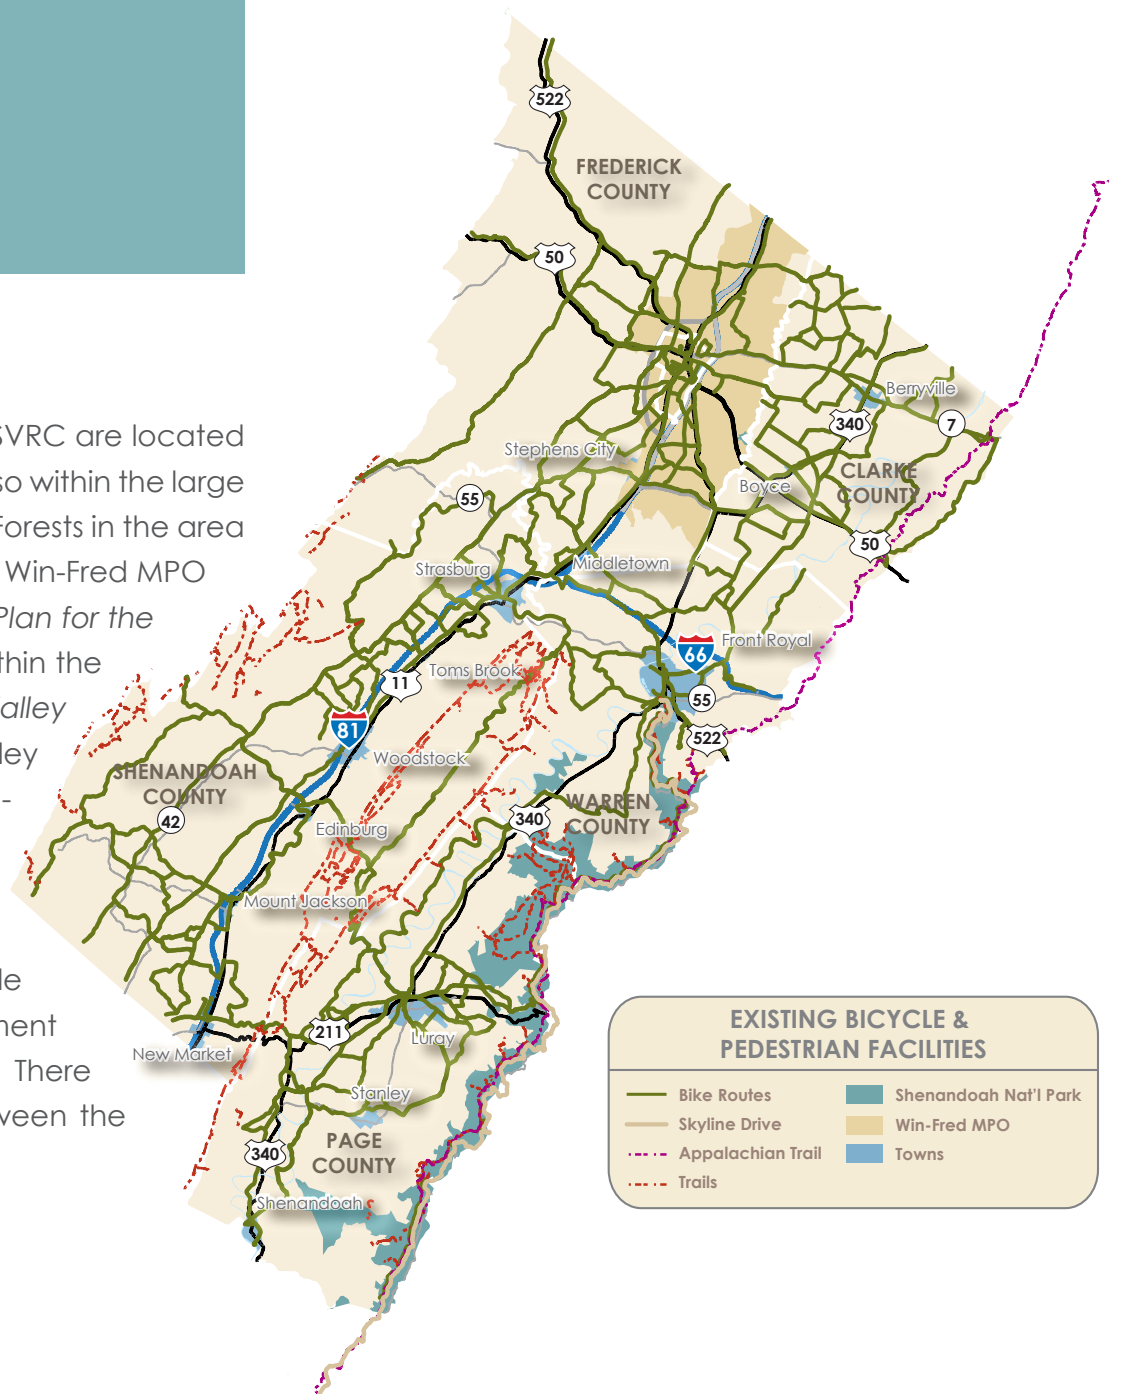 SVRC are located
so within the large
Forests in the area
Win-Fred MPO
Plan for the
thin the
alley
ley
-
le
ment
There
ween the
522
FREDERICK
COUNTY
50
Berryville
340
7
Stephens City
CLARKE
COUNTY
55
Boyce
50
Strasburg
Middletown
Front Royal
66
Toms Brook
11
55
81
522
Woodstock
SHENANDOAH
COUNTY
WARREN
COUNTY
42
340
Edinburg
Mount Jackson
211
Luray
New Market
Stanley
PAGE
COUNTY
340
Shenandoah
EXISTING BICYCLE &
PEDESTRIAN FACILITIES
Bike Routes
Skyline Drive
Appalachian Trail
Trails
Shenandoah Nat'l Park
Win-Fred MPO
Towns